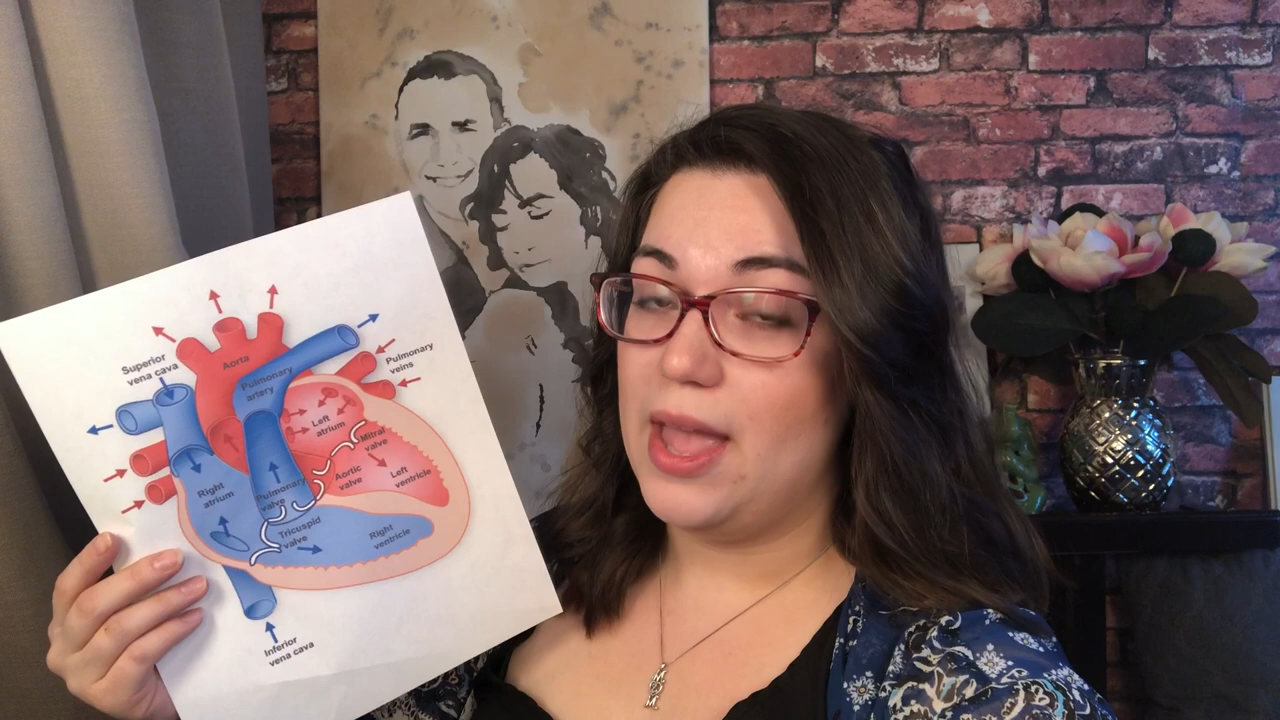 Aorta
Superior
vena cava
Pulmonary
artery
Pulmonary
veins
Left
atrium
Mitral
valve
Aortic
valve
Left
ventricle
Right
atrium
Pulmonary
valve
Tricuspid
valve
Right
ventricle
Inferior
vena cava
MOM